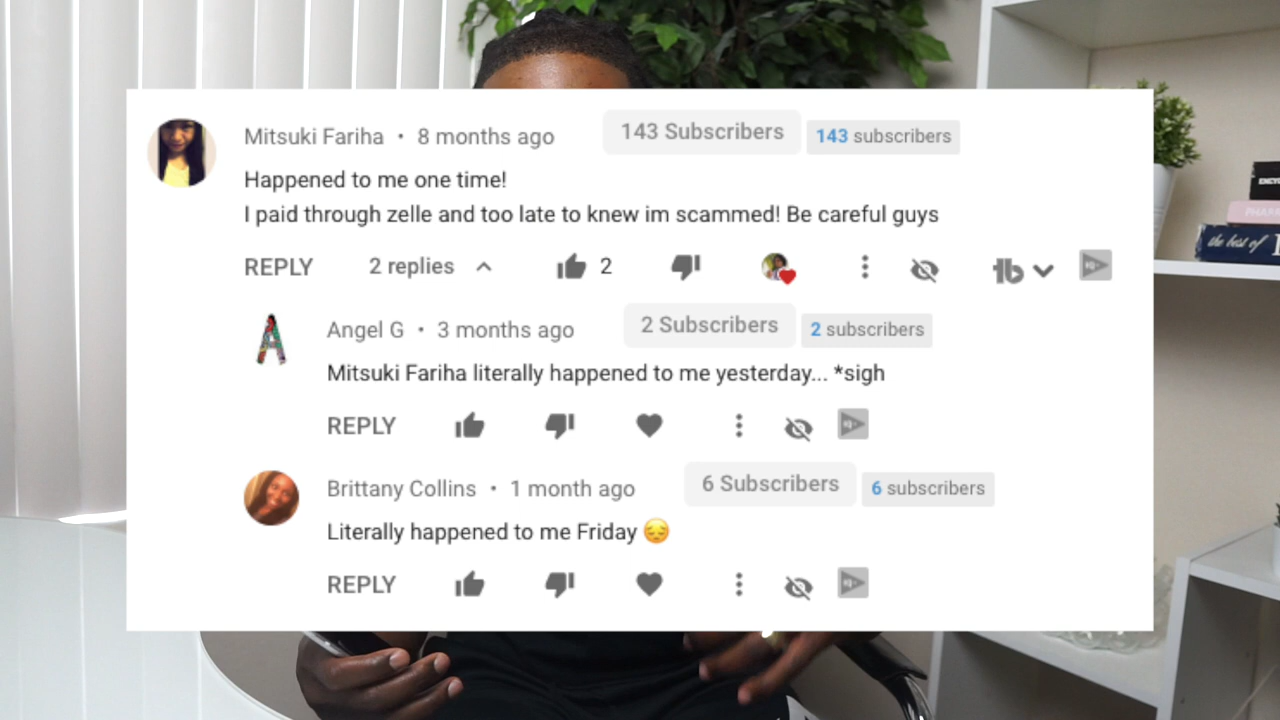 Mitsuki Fariha • 8 months ago 143 Subscribers 143 subscribers
Happened to me one time!
I paid through zelle and too late to knew im scammed! Be careful guys
REPLY 2 replies 2
Angel G • 3 months ago 2 Subscribers 2 subscribers
Mitsuki Fariha literally happened to me yesterday... *sigh
REPLY
Brittany Collins • 1 month ago 6 Subscribers 6 subscribers
Literally happened to me Friday 😔
REPLY
the best of